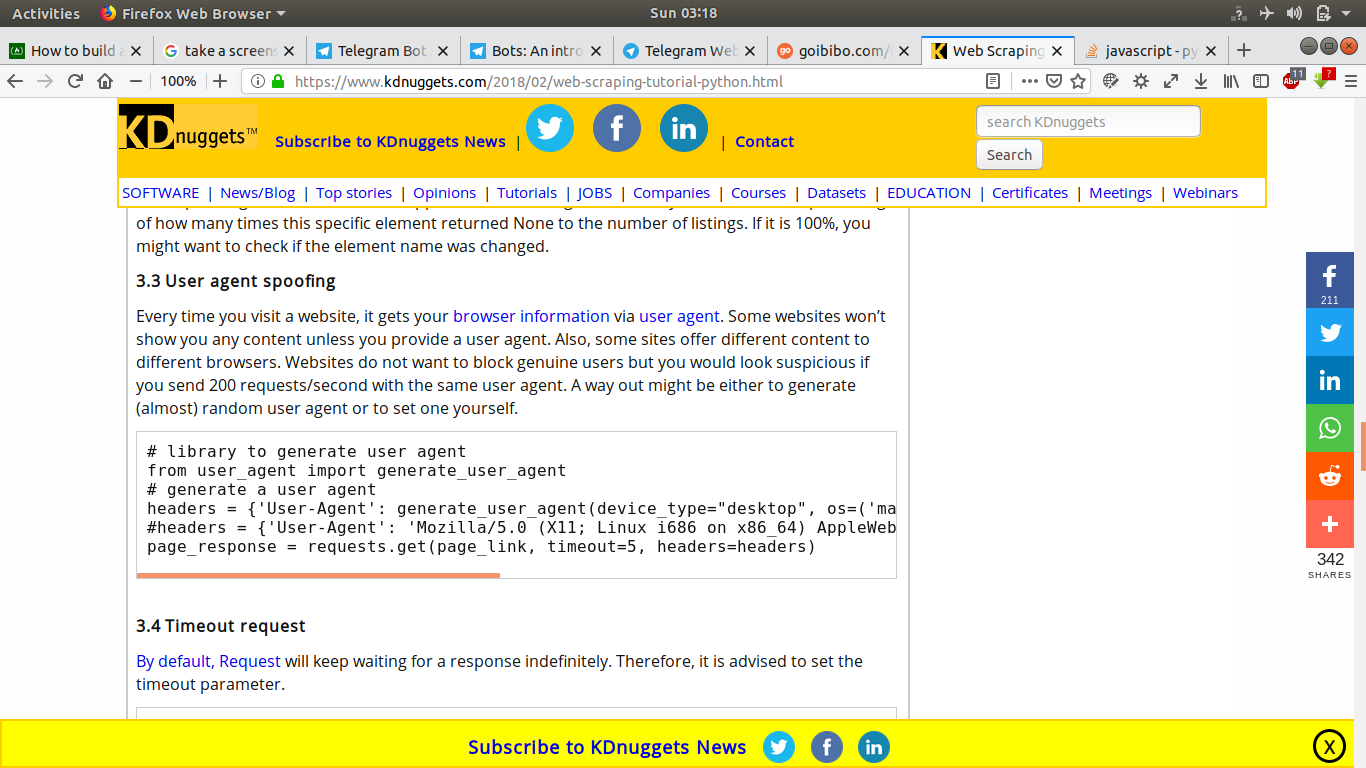 Activities Firefox Web Browser Sun 03:18
How to build a take a screens Telegram Bot Bots: An intro Telegram Web goibibo.com/ Web Scraping javascript - py
100% https://www.kdnuggets.com/2018/02/web-scraping-tutorial-python.html ABP 11 ?
KDnuggets™ Subscribe to KDnuggets News | | Contact
search KDnuggets
Search
SOFTWARE | News/Blog | Top stories | Opinions | Tutorials | JOBS | Companies | Courses | Datasets | EDUCATION | Certificates | Meetings | Webinars
of how many times this specific element returned None to the number of listings. If it is 100%, you
might want to check if the element name was changed.
3.3 User agent spoofing
Every time you visit a website, it gets your browser information via user agent. Some websites won’t
show you any content unless you provide a user agent. Also, some sites offer different content to
different browsers. Websites do not want to block genuine users but you would look suspicious if
you send 200 requests/second with the same user agent. A way out might be either to generate
(almost) random user agent or to set one yourself.
# library to generate user agent
from user_agent import generate_user_agent
# generate a user agent
headers = {'User-Agent': generate_user_agent(device_type="desktop", os=('ma
#headers = {'User-Agent': 'Mozilla/5.0 (X11; Linux i686 on x86_64) AppleWeb
page_response = requests.get(page_link, timeout=5, headers=headers)
3.4 Timeout request
By default, Request will keep waiting for a response indefinitely. Therefore, it is advised to set the
timeout parameter.
211
342
SHARES
Subscribe to KDnuggets News
X